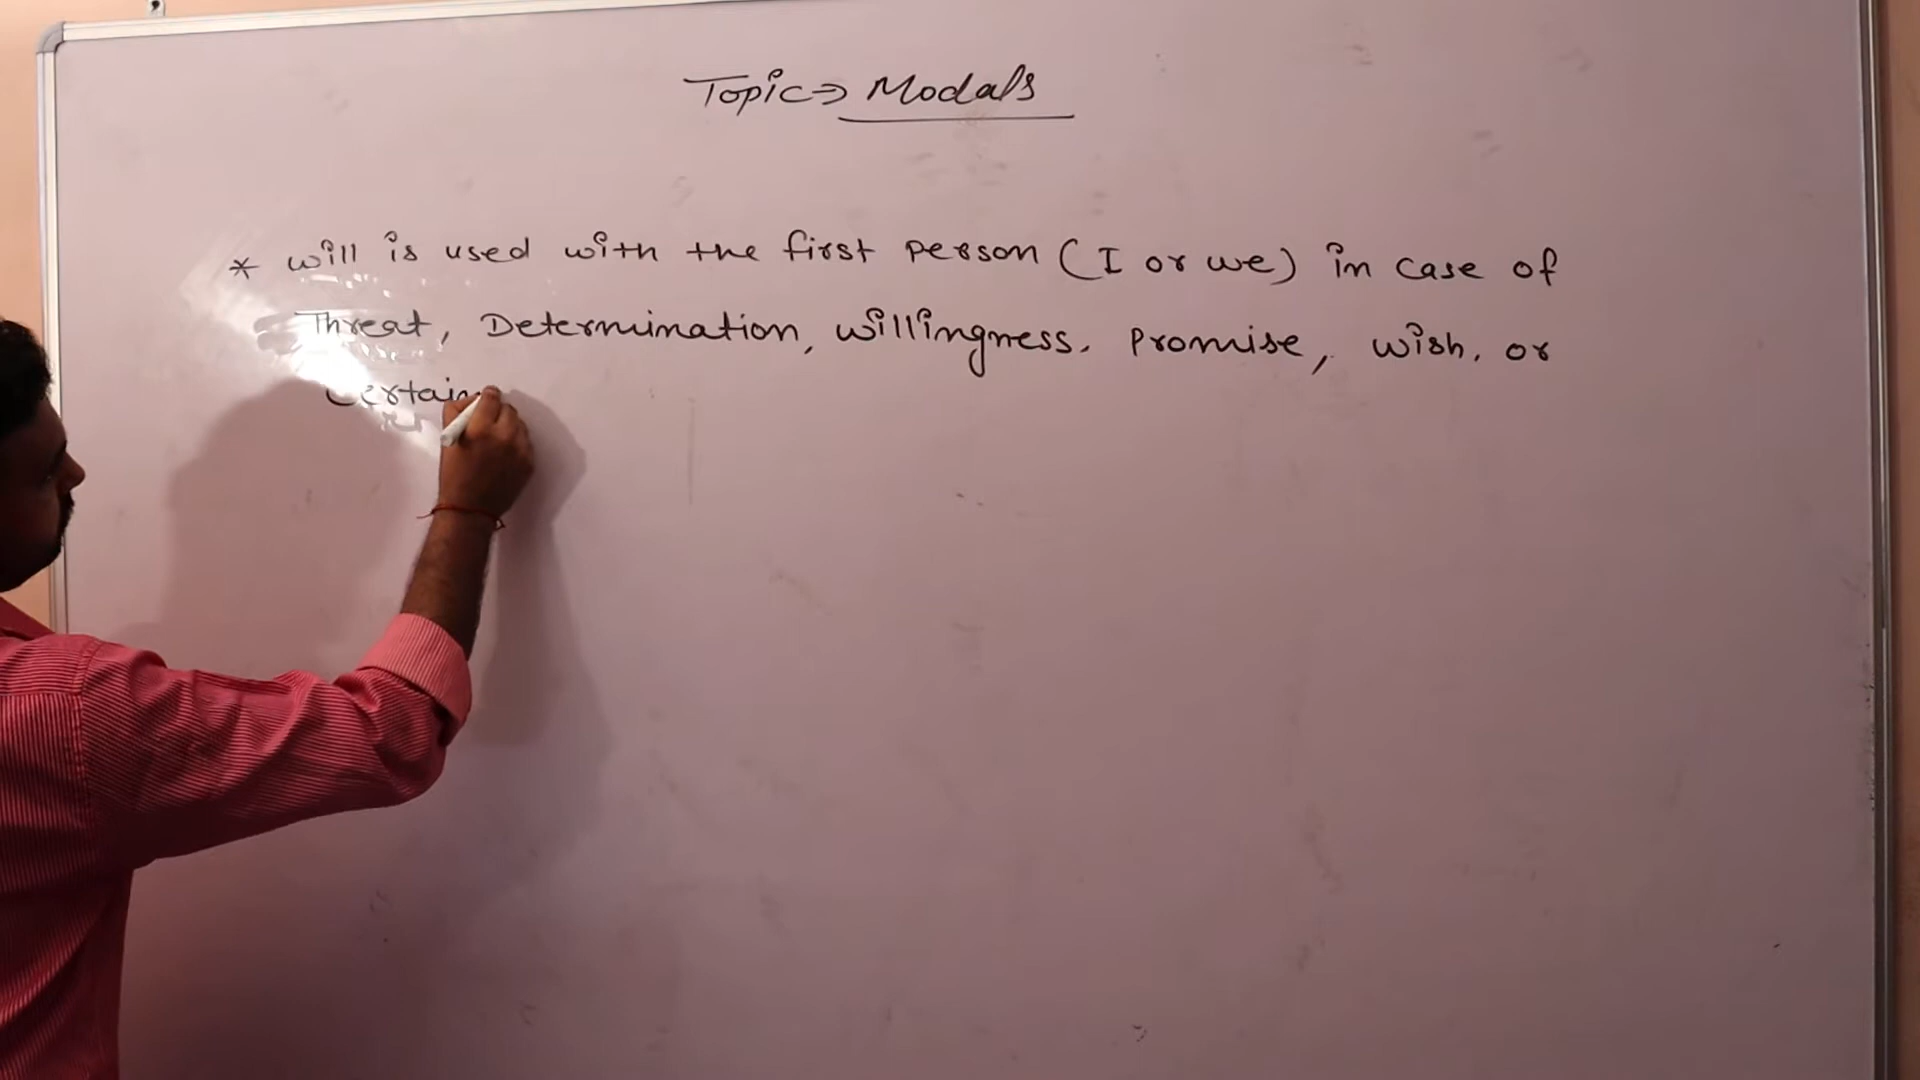 Topic => Modals
* will is used with the first person (I or we) in case of
Threat, Determination, willingness, Promise, wish, or
Certain